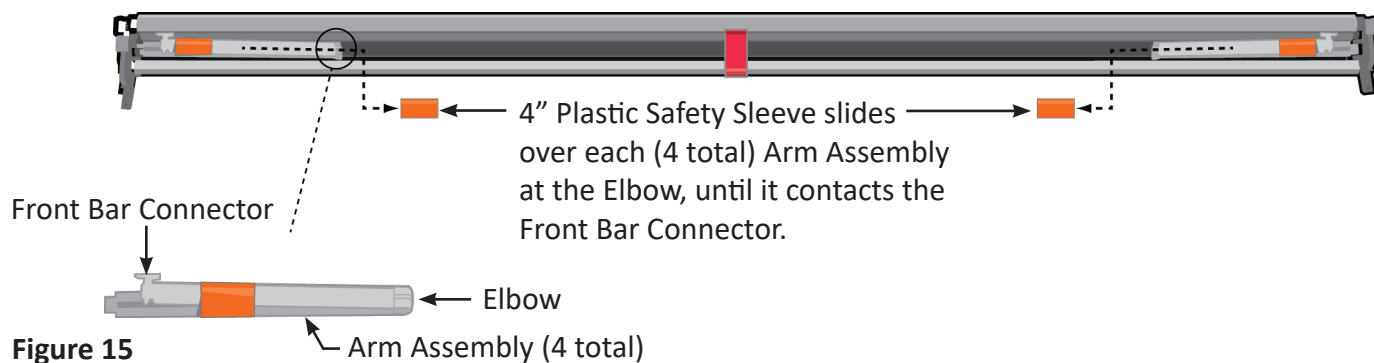 4” Plastic Safety Sleeve slides
over each (4 total) Arm Assembly
at the Elbow, until it contacts the
Front Bar Connector.
Front Bar Connector
Elbow
Arm Assembly (4 total)
Figure 15